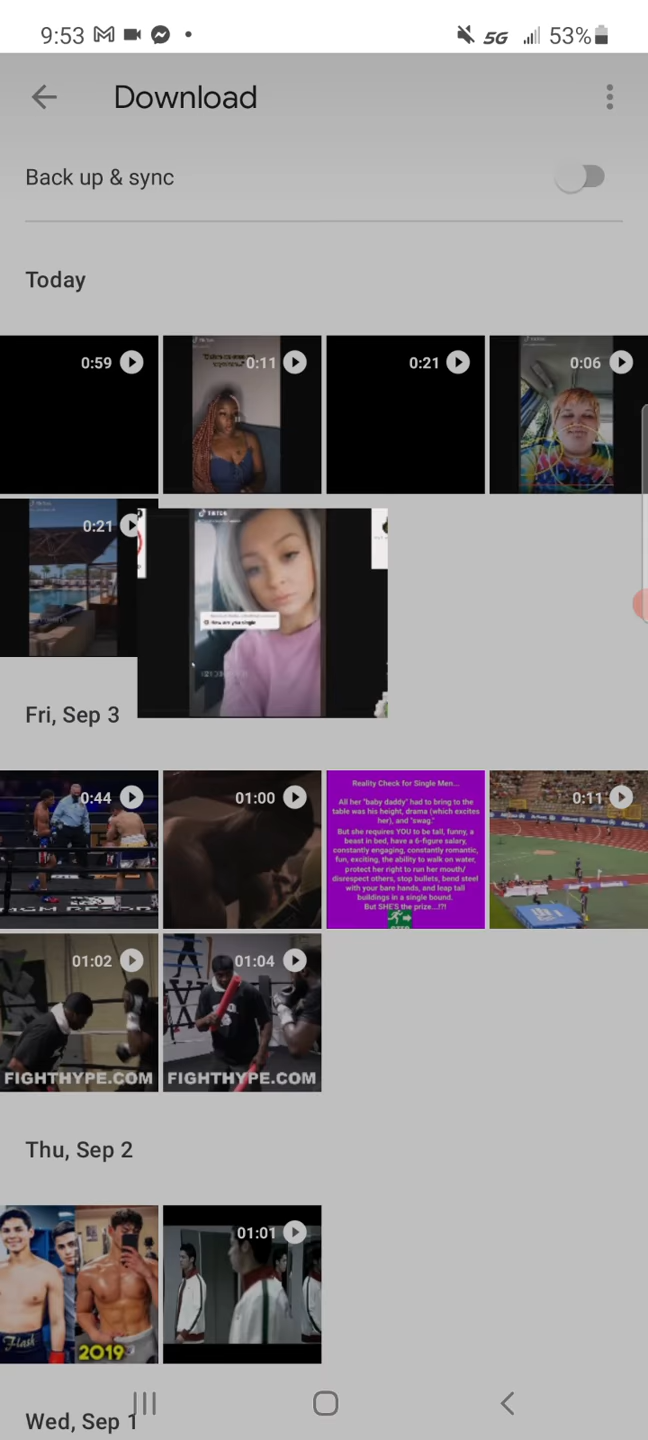 9:53
5G
53%
Download
Back up & sync
Today
0:59
0:11
0:21
0:06
0:21
TikTok
How are you single
Fri, Sep 3
0:44
01:00
0:11
Reality Check for Single Men...
All her "baby daddy" had to bring to the
table was his height, drama (which excites
her), and "swag."
But she requires YOU to be tall, funny, a
beast in bed, have a 6-figure salary,
constantly engaging, constantly romantic,
fun, exciting, the ability to walk on water,
protect her right to run her mouth/
disrespect others, stop bullets, bend steel
with your bare hands, and leap tall
buildings in a single bound.
But SHE'S the prize...!?!
01:02
01:04
FIGHTHYPE.COM
FIGHTHYPE.COM
Thu, Sep 2
01:01
Flash
2019
Wed, Sep 1